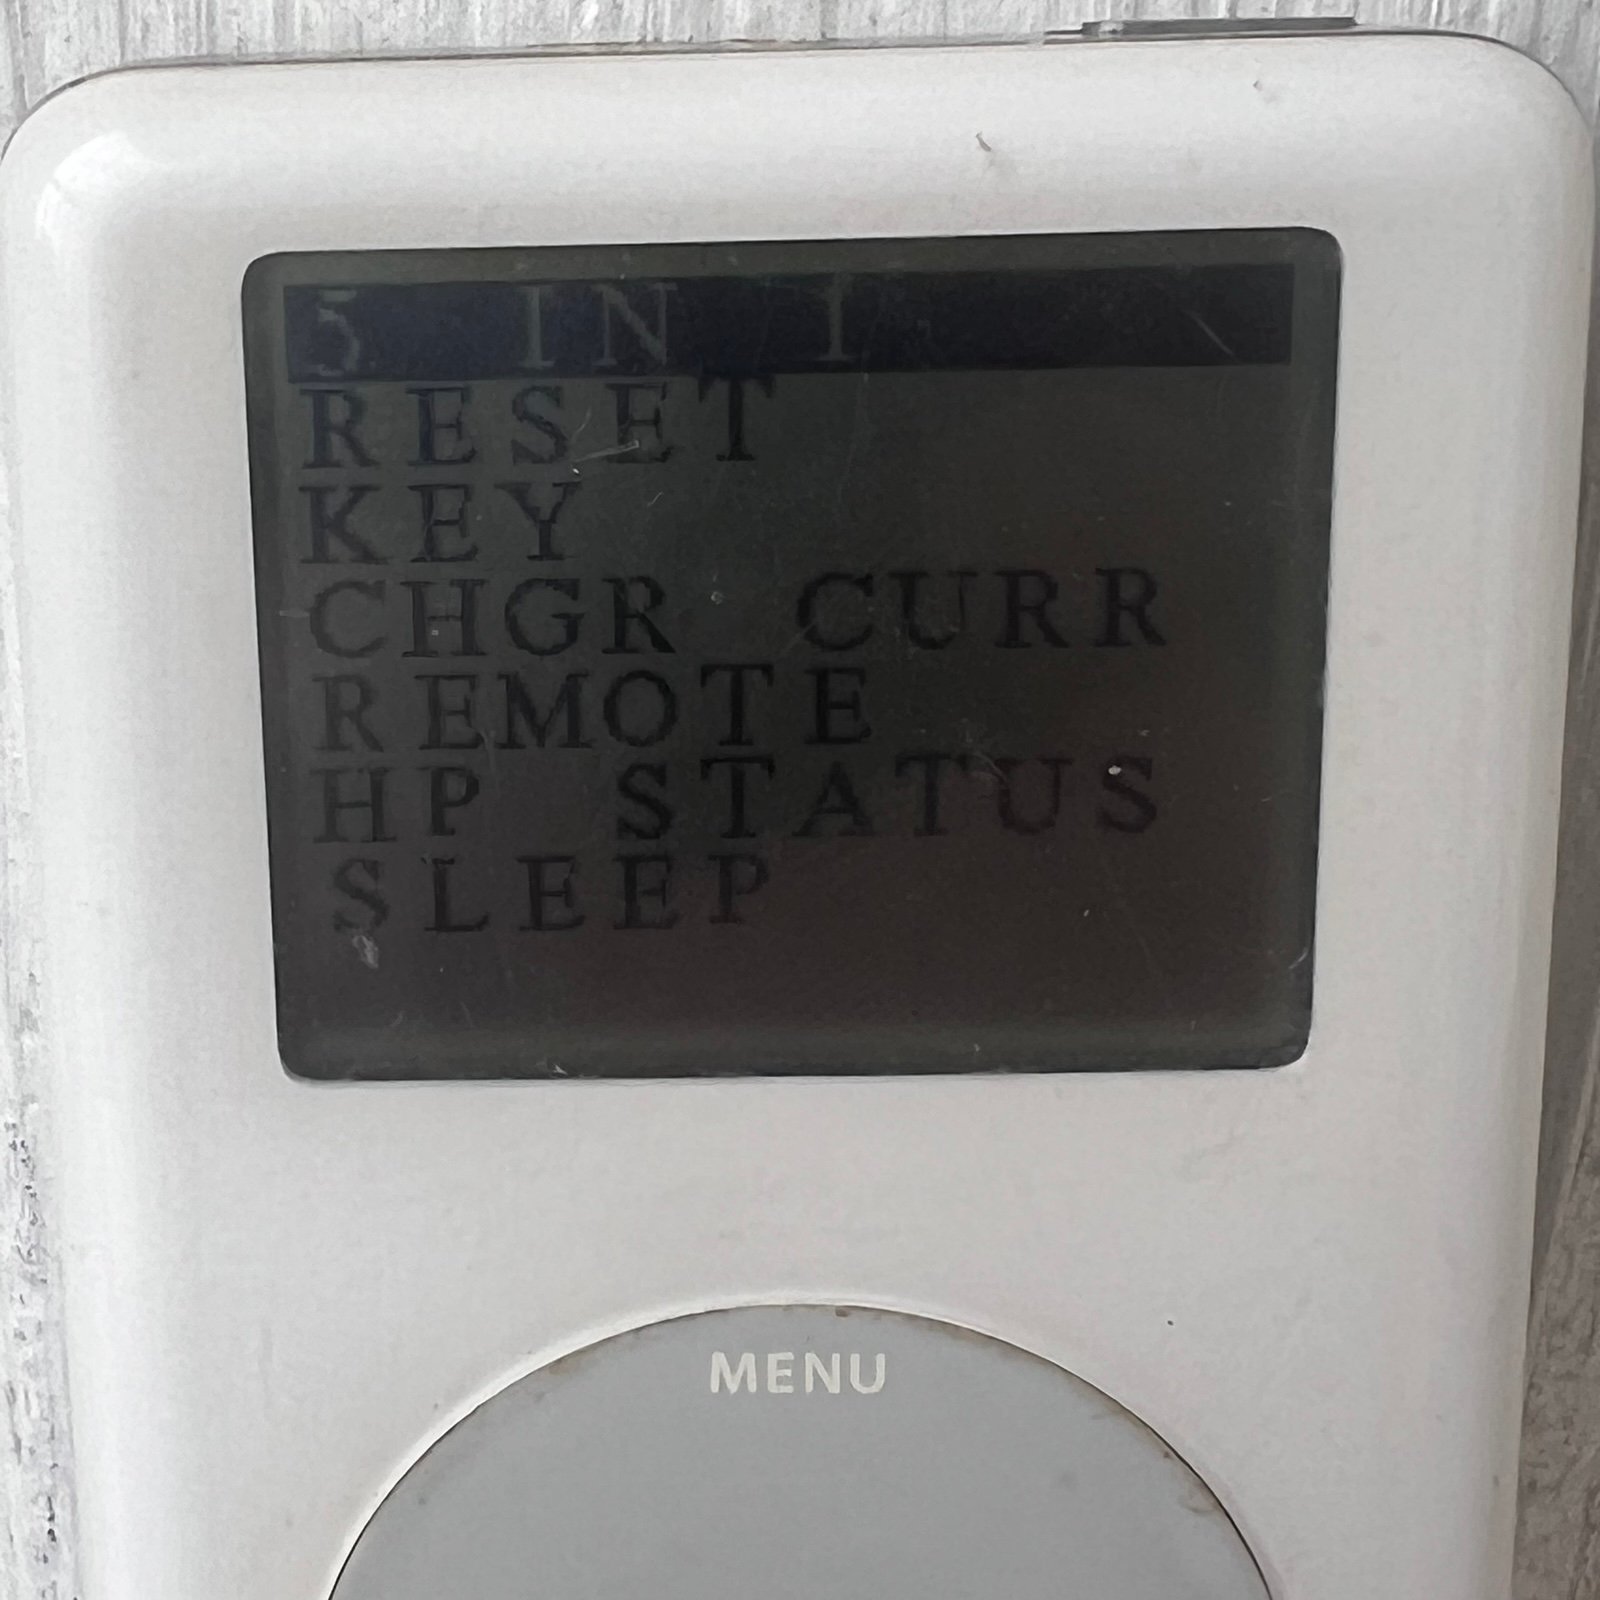 5 IN 1
RESET
KEY
CHGR CURR
REMOTE
HP STATUS
SLEEP
MENU